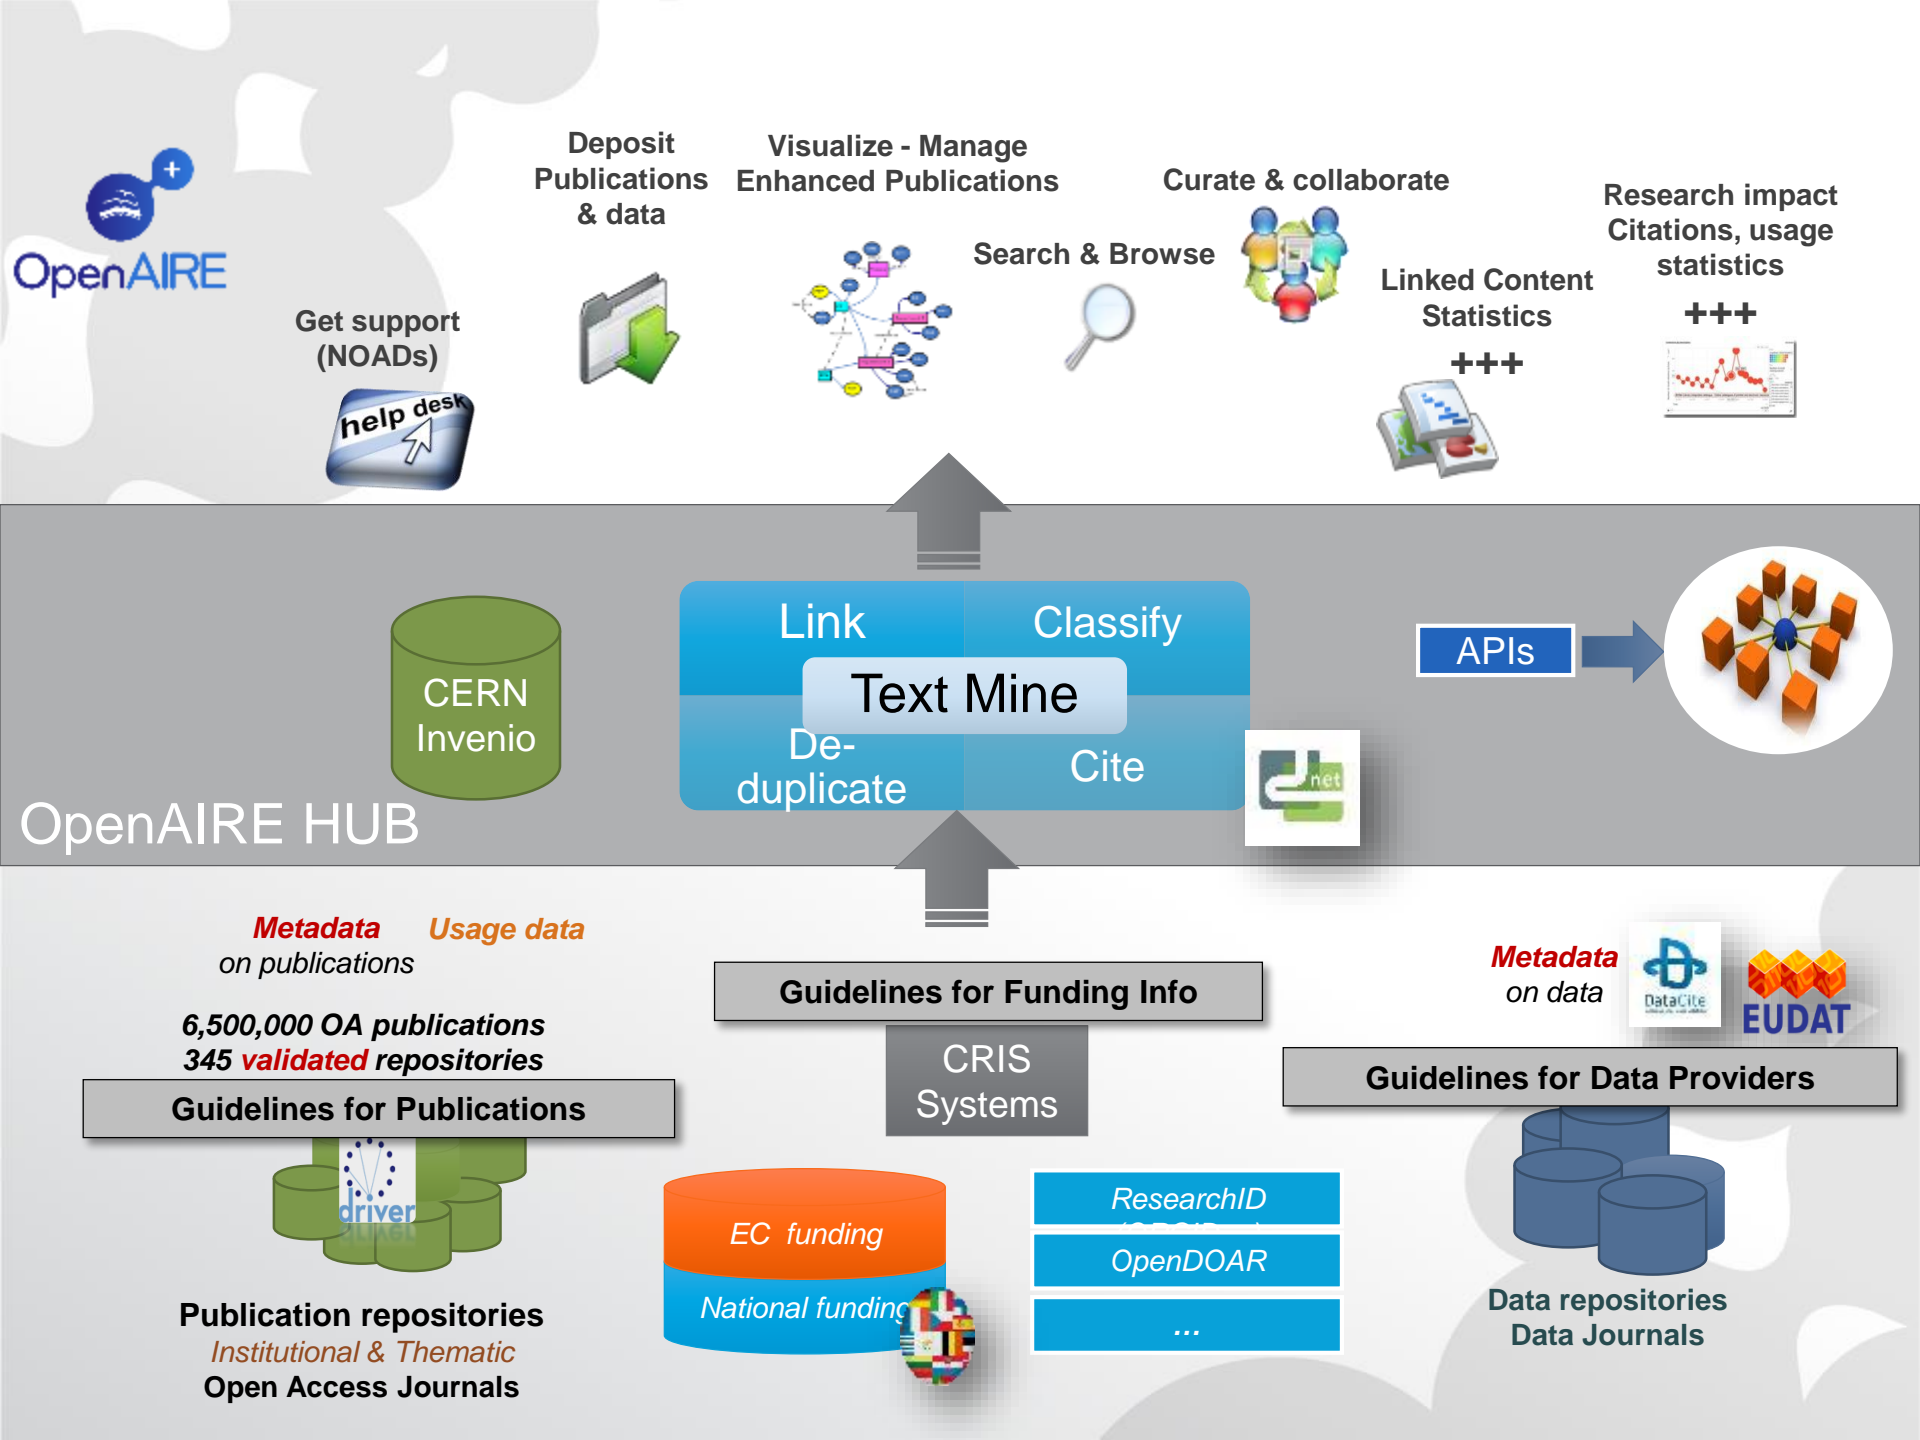 OpenAIRE
+
Get support
(NOADs)
help desk
Deposit
Publications
& data
Visualize - Manage
Enhanced Publications
Search & Browse
Curate & collaborate
Linked Content
Statistics
+++
Research impact
Citations, usage
statistics
+++
CERN
Invenio
Link
Classify
Text Mine
De-
duplicate
Cite
net
APIs
OpenAIRE HUB
Metadata
on publications
Usage data
6,500,000 OA publications
345 validated repositories
Guidelines for Publications
driver
Publication repositories
Institutional & Thematic
Open Access Journals
Guidelines for Funding Info
CRIS
Systems
EC funding
National funding
ResearchID
OpenDOAR
...
Metadata
on data
DataCite
EUDAT
Guidelines for Data Providers
Data repositories
Data Journals